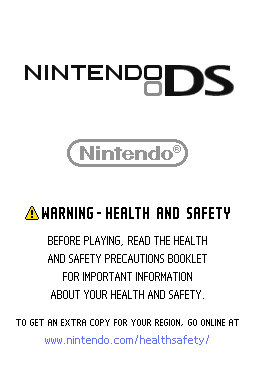 NINTENDO DS
Nintendo®
WARNING - HEALTH AND SAFETY
BEFORE PLAYING, READ THE HEALTH
AND SAFETY PRECAUTIONS BOOKLET
FOR IMPORTANT INFORMATION
ABOUT YOUR HEALTH AND SAFETY.
TO GET AN EXTRA COPY FOR YOUR REGION, GO ONLINE AT
www.nintendo.com/healthsafety/